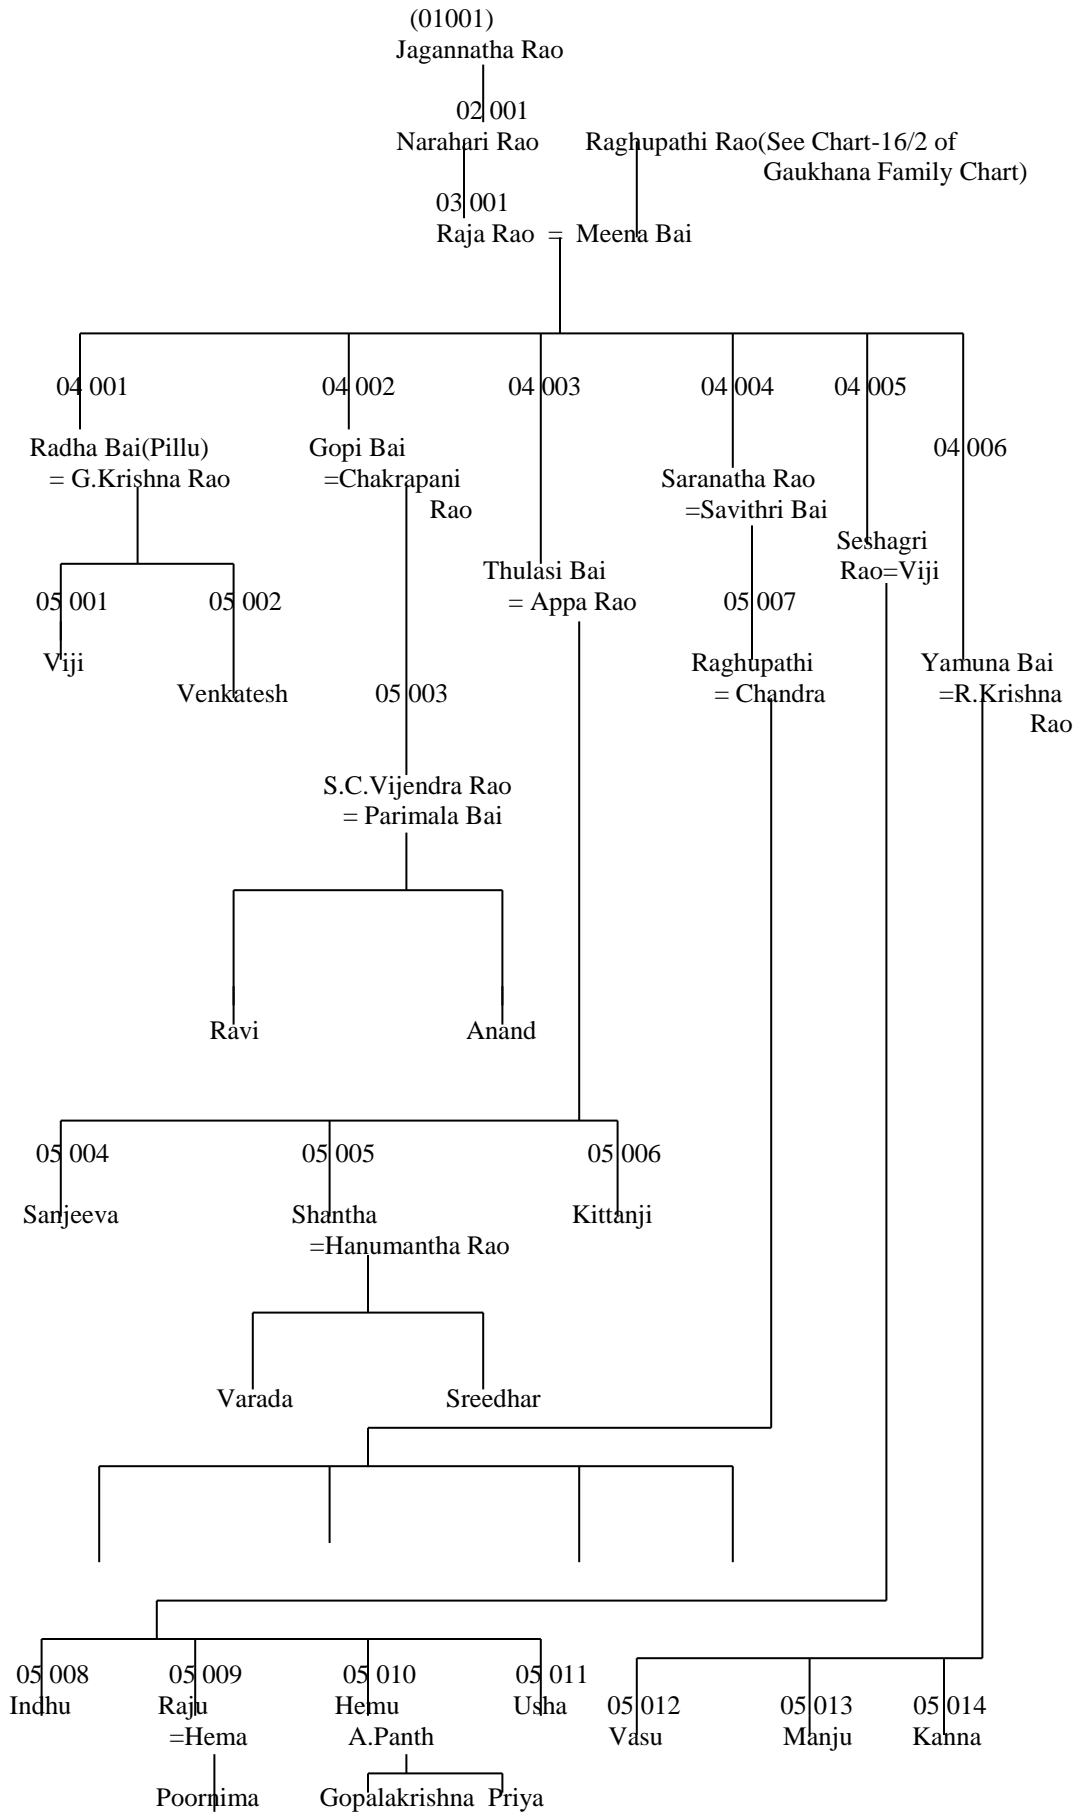 (01001)
Jagannatha Rao
02 001
Narahari Rao Raghupathi Rao(See Chart-16/2 of
Gaukhana Family Chart)
03 001
Raja Rao = Meena Bai
04 001 04 002 04 003 04 004 04 005
Radha Bai(Pillu) Gopi Bai 04 006
= G.Krishna Rao =Chakrapani Saranatha Rao
Rao =Savithri Bai
Seshagri
Thulasi Bai Rao=Viji
05 001 05 002 = Appa Rao 05 007
Viji Raghupathi Yamuna Bai
Venkatesh 05 003 = Chandra =R.Krishna
Rao
S.C.Vijendra Rao
= Parimala Bai
Ravi Anand
05 004 05 005 05 006
Sanjeeva Shantha Kittanji
=Hanumantha Rao
Varada Sreedhar
05 008 05 009 05 010 05 011
Indhu Raju Hemu Usha 05 012 05 013 05 014
=Hema A.Panth Vasu Manju Kanna
Poornima Gopalakrishna Priya